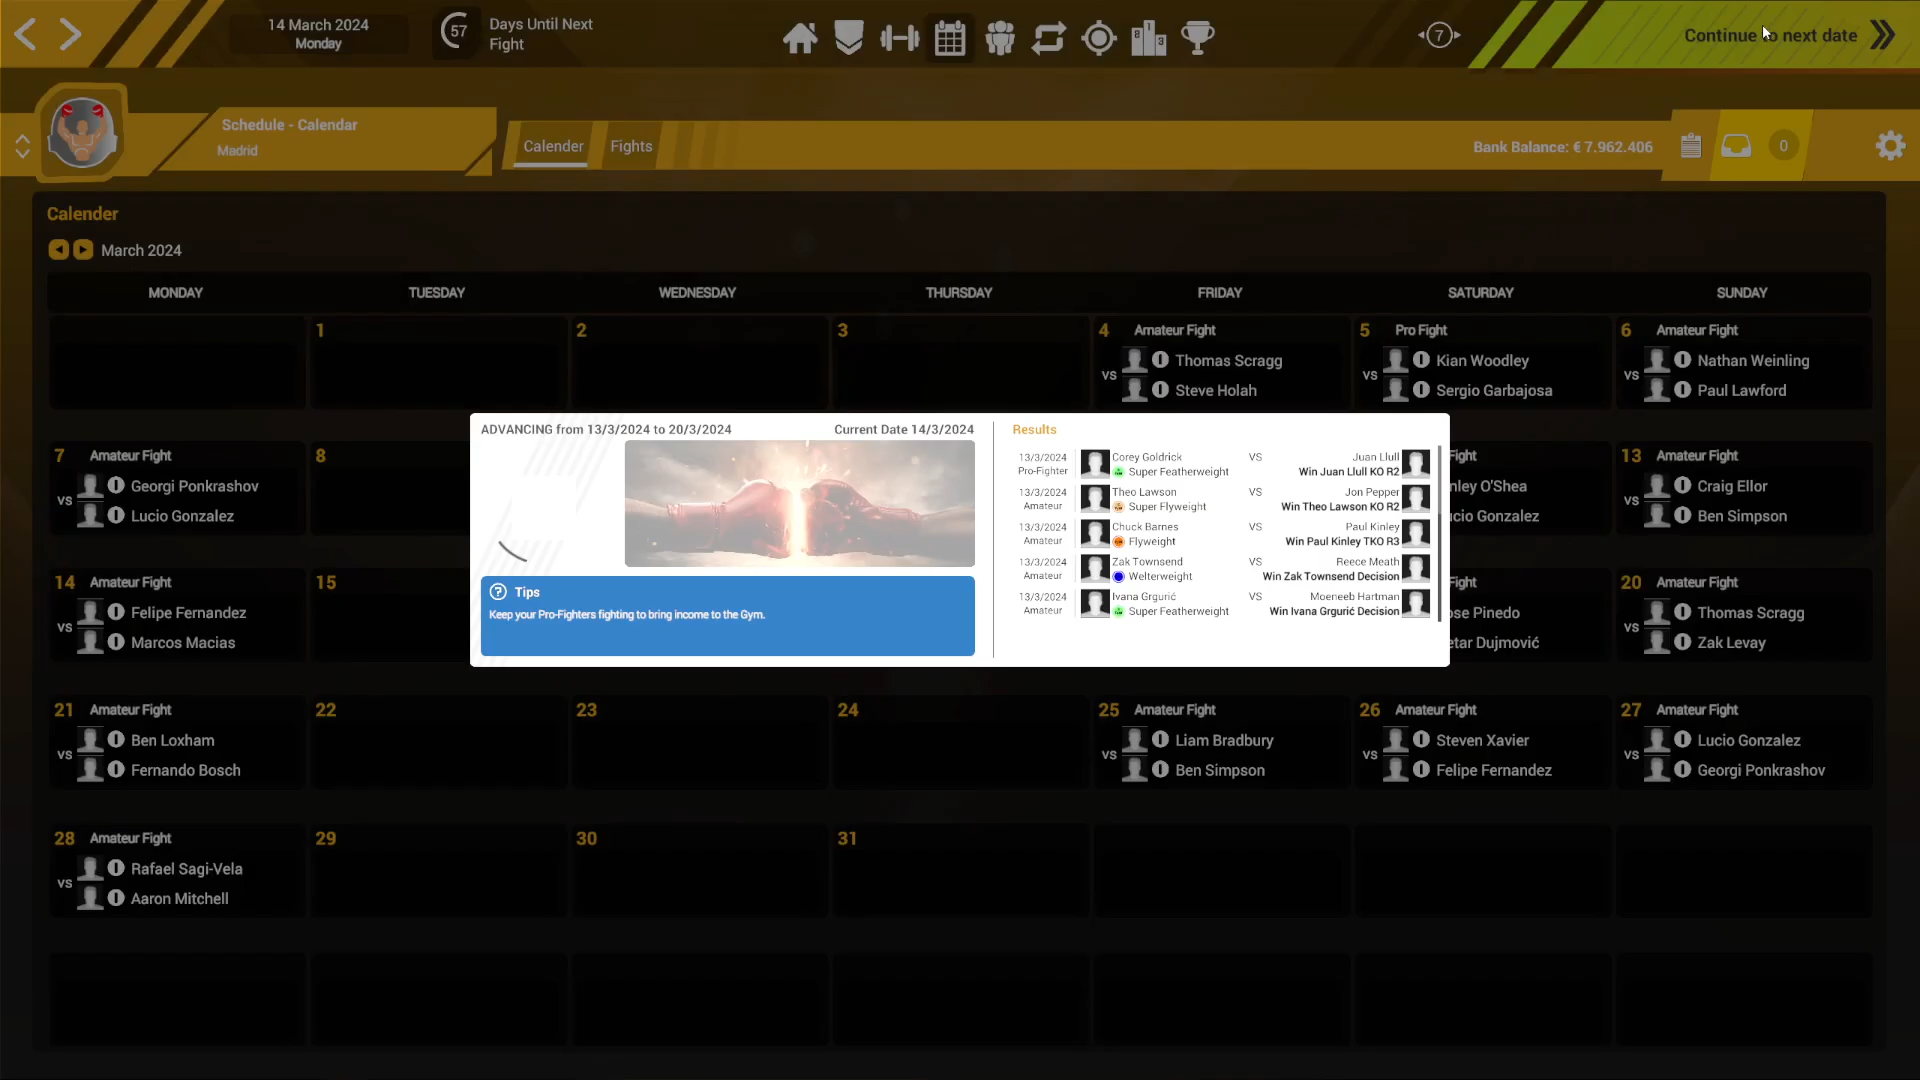 14 March 2024
Monday
57
Days Until Next
Fight
7
Continue to next date
Schedule - Calendar
Madrid
Calender
Fights
Bank Balance: € 7.962.406
0
Calender
March 2024
MONDAY
TUESDAY
WEDNESDAY
THURSDAY
FRIDAY
SATURDAY
SUNDAY
1
2
3
4 Amateur Fight
Thomas Scragg
vs
Steve Holah
5 Pro Fight
Kian Woodley
vs
Sergio Garbajosa
6 Amateur Fight
Nathan Weinling
vs
Paul Lawford
7 Amateur Fight
Georgi Ponkrashov
vs
Lucio Gonzalez
8
Fight
nley O'Shea
cio Gonzalez
13 Amateur Fight
Craig Ellor
vs
Ben Simpson
ADVANCING from 13/3/2024 to 20/3/2024
Current Date 14/3/2024
Tips
Keep your Pro-Fighters fighting to bring income to the Gym.
Results
13/3/2024 Corey Goldrick VS Juan Llull
Pro-Fighter Super Featherweight Win Juan Llull KO R2
13/3/2024 Theo Lawson VS Jon Pepper
Amateur Super Flyweight Win Theo Lawson KO R2
13/3/2024 Chuck Barnes VS Paul Kinley
Amateur Flyweight Win Paul Kinley TKO R3
13/3/2024 Zak Townsend VS Reece Meath
Amateur Welterweight Win Zak Townsend Decision
13/3/2024 Ivana Grgurić VS Moeneeb Hartman
Amateur Super Featherweight Win Ivana Grgurić Decision
14 Amateur Fight
Felipe Fernandez
vs
Marcos Macias
15
Fight
ose Pinedo
etar Dujmović
20 Amateur Fight
Thomas Scragg
vs
Zak Levay
21 Amateur Fight
Ben Loxham
vs
Fernando Bosch
22
23
24
25 Amateur Fight
Liam Bradbury
vs
Ben Simpson
26 Amateur Fight
Steven Xavier
vs
Felipe Fernandez
27 Amateur Fight
Lucio Gonzalez
vs
Georgi Ponkrashov
28 Amateur Fight
Rafael Sagi-Vela
vs
Aaron Mitchell
29
30
31